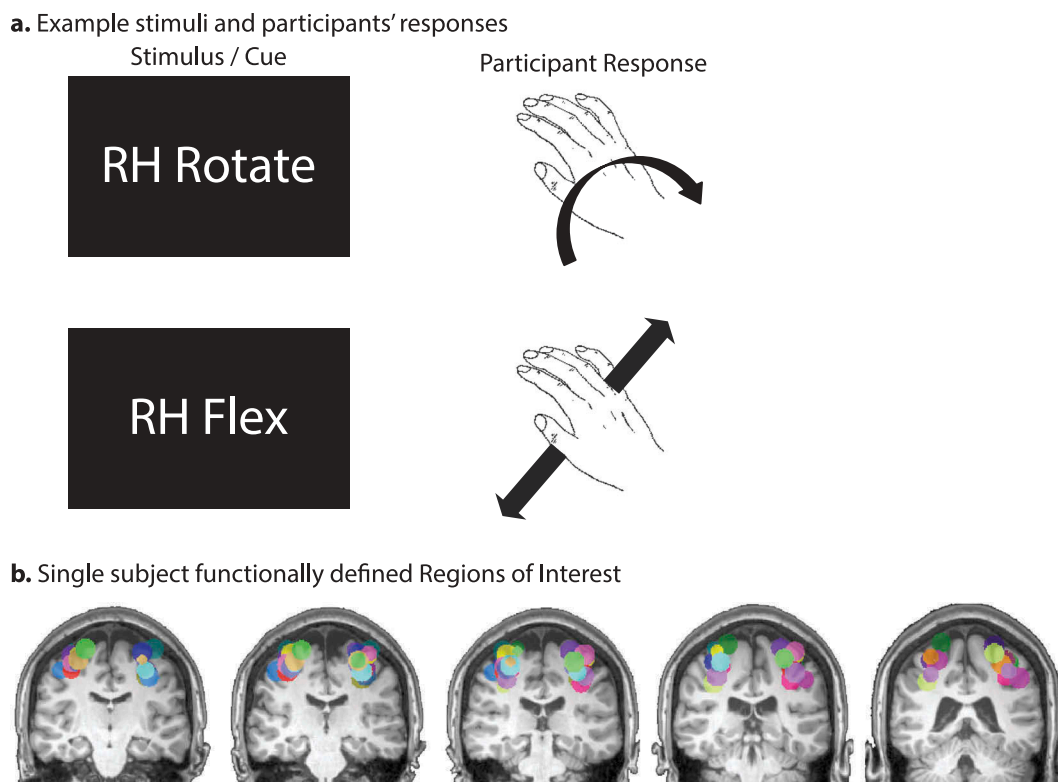 a. Example stimuli and participants’ responses
Stimulus / Cue
Participant Response
RH Rotate
RH Flex
b. Single subject functionally defined Regions of Interest